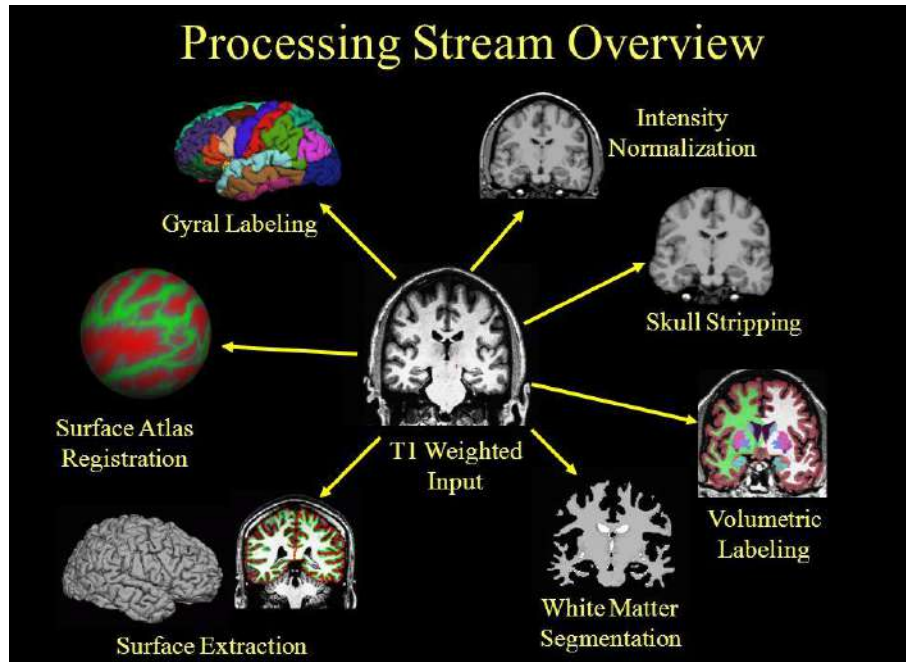 Processing Stream Overview
Intensity
Normalization
Gyral Labeling
Skull Stripping
Surface Atlas
Registration
T1 Weighted
Input
Volumetric
Labeling
White Matter
Segmentation
Surface Extraction